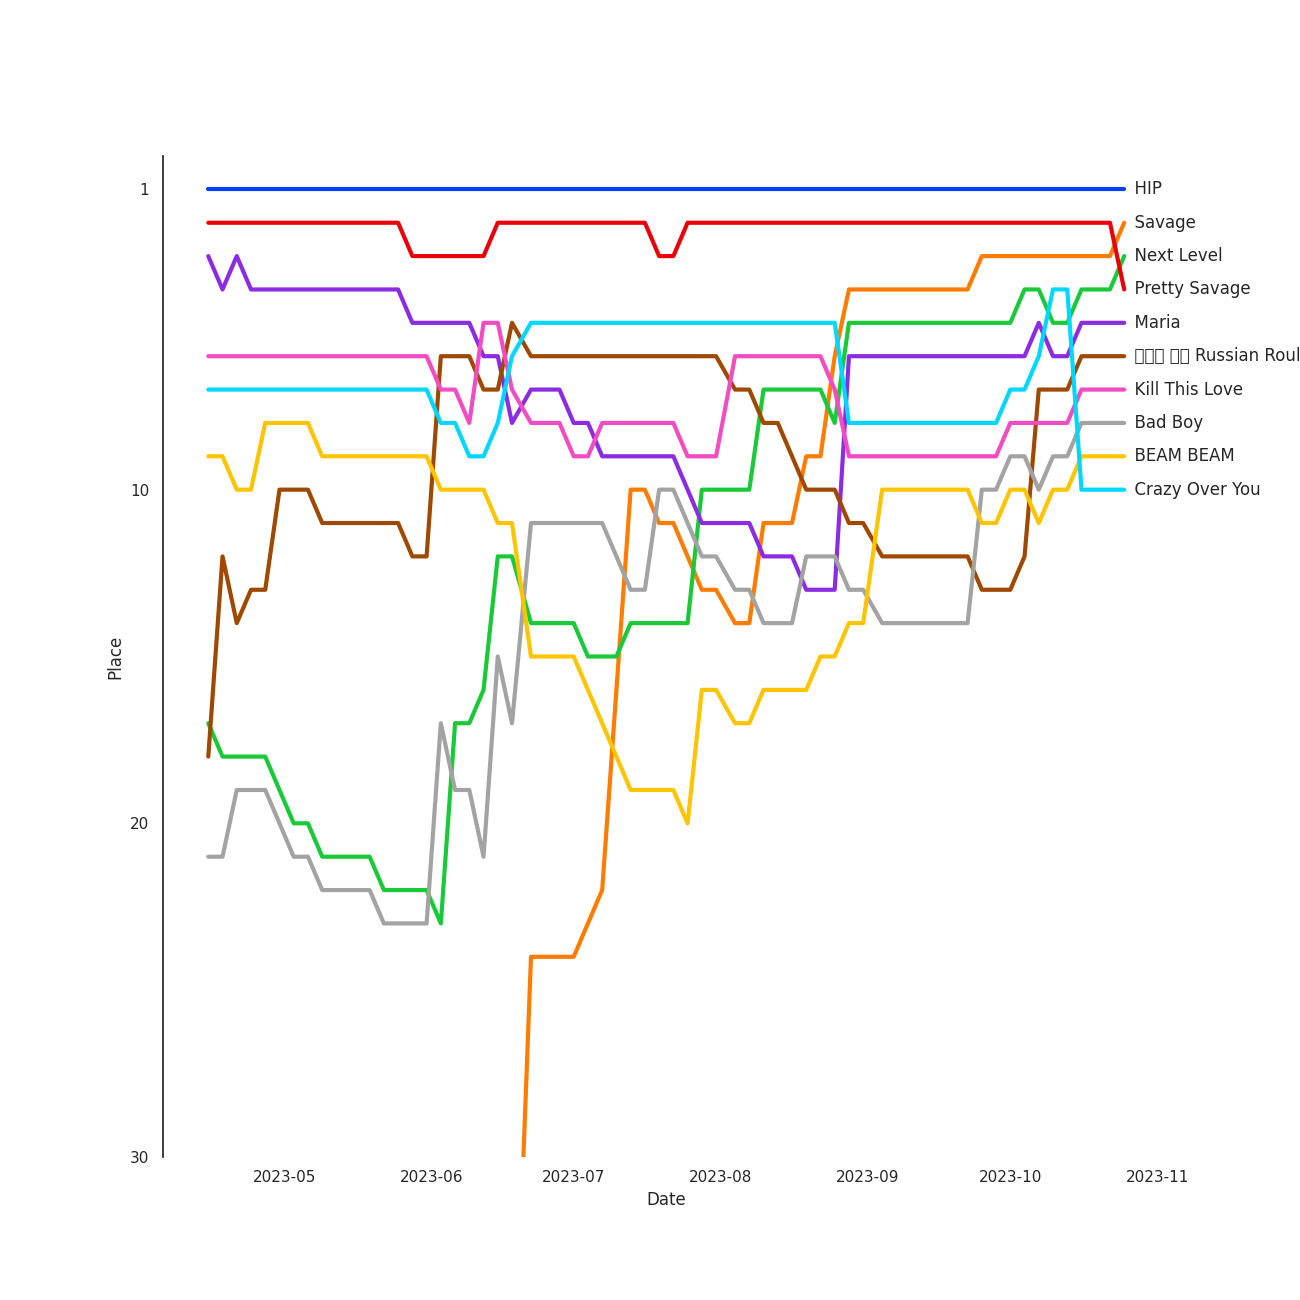 1
10
20
30
Place
2023-05
2023-06
2023-07
2023-08
2023-09
2023-10
2023-11
Date
HIP
Savage
Next Level
Pretty Savage
Maria
Russian Roul
Kill This Love
Bad Boy
BEAM BEAM
Crazy Over You